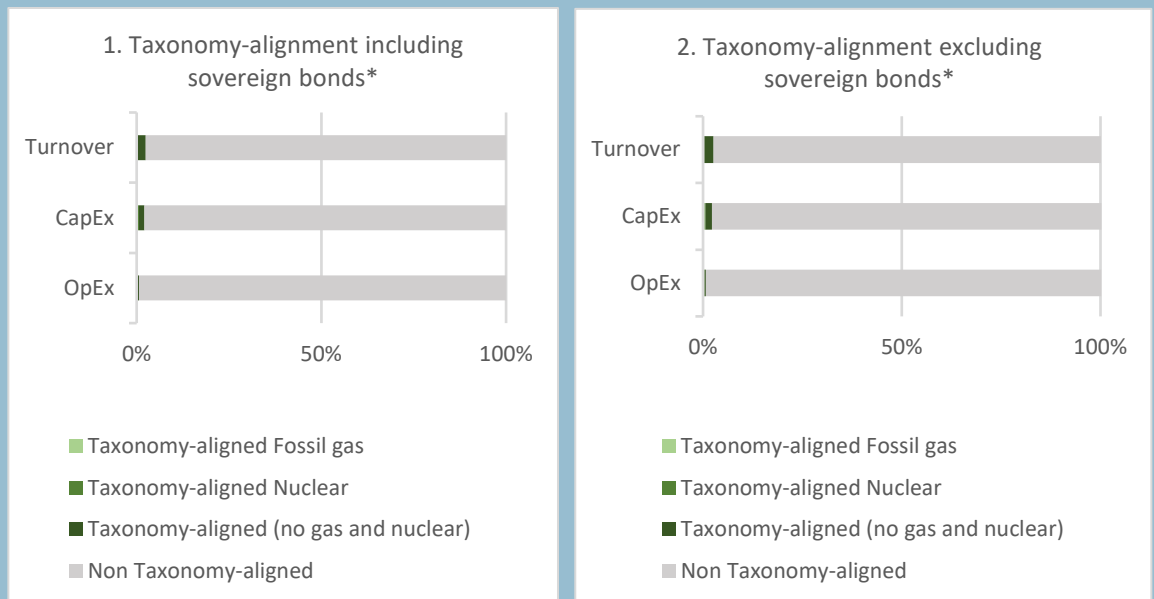 1. Taxonomy-alignment including
sovereign bonds*
Turnover
CapEx
OpEx
0%
50%
100%
Taxonomy-aligned Fossil gas
Taxonomy-aligned Nuclear
Taxonomy-aligned (no gas and nuclear)
Non Taxonomy-aligned
2. Taxonomy-alignment excluding
sovereign bonds*
Turnover
CapEx
OpEx
0%
50%
100%
Taxonomy-aligned Fossil gas
Taxonomy-aligned Nuclear
Taxonomy-aligned (no gas and nuclear)
Non Taxonomy-aligned